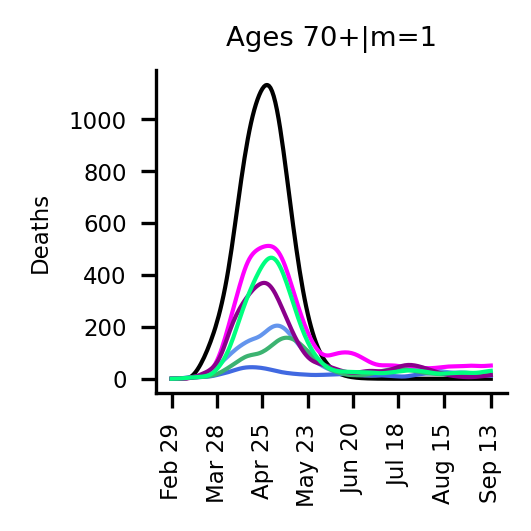 Ages 70+|m=1
Deaths
1000
800
600
400
200
0
Feb 29
Mar 28
Apr 25
May 23
Jun 20
Jul 18
Aug 15
Sep 13